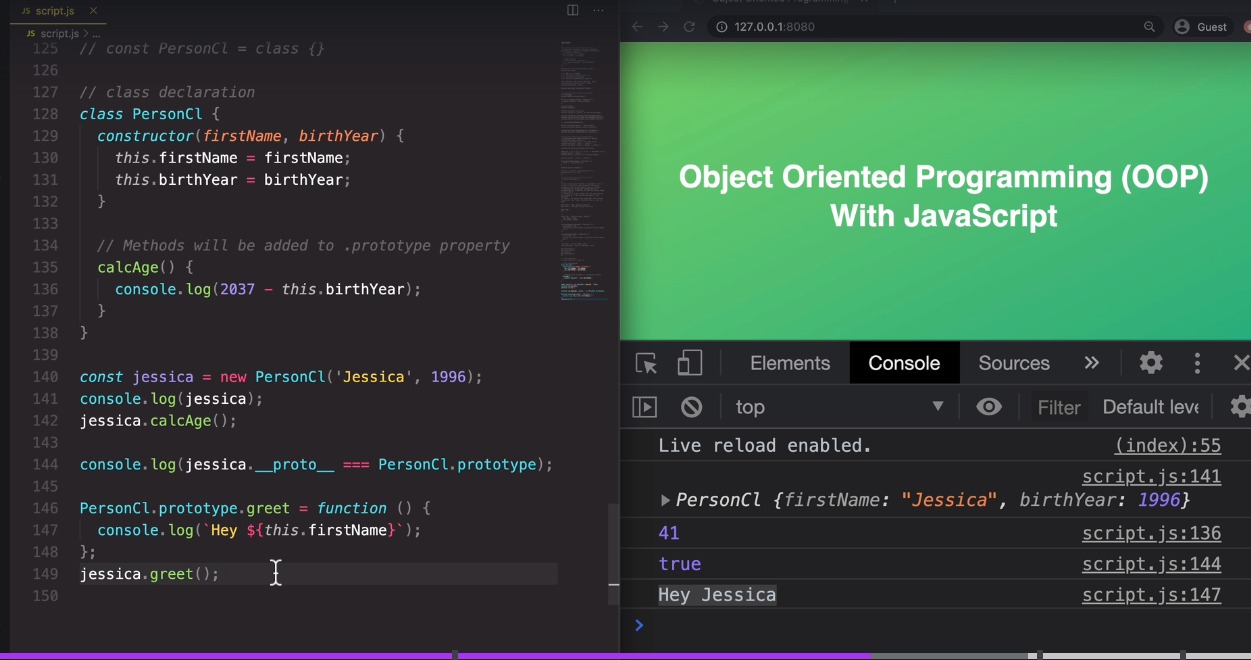 JS script.js ×
JS script.js > ...
125 // const PersonCl = class {}
126
127 // class declaration
128 class PersonCl {
129 constructor(firstName, birthYear) {
130 this.firstName = firstName;
131 this.birthYear = birthYear;
132 }
133
134 // Methods will be added to .prototype property
135 calcAge() {
136 console.log(2037 - this.birthYear);
137 }
138 }
139
140 const jessica = new PersonCl('Jessica', 1996);
141 console.log(jessica);
142 jessica.calcAge();
143
144 console.log(jessica.__proto__ === PersonCl.prototype);
145
146 PersonCl.prototype.greet = function () {
147 console.log(`Hey ${this.firstName}`);
148 };
149 jessica.greet();
150
127.0.0.1:8080
Guest
Object Oriented Programming (OOP)
With JavaScript
Elements Console Sources
top Filter Default leve
Live reload enabled. (index):55
script.js:141
PersonCl {firstName: "Jessica", birthYear: 1996}
41 script.js:136
true script.js:144
Hey Jessica script.js:147